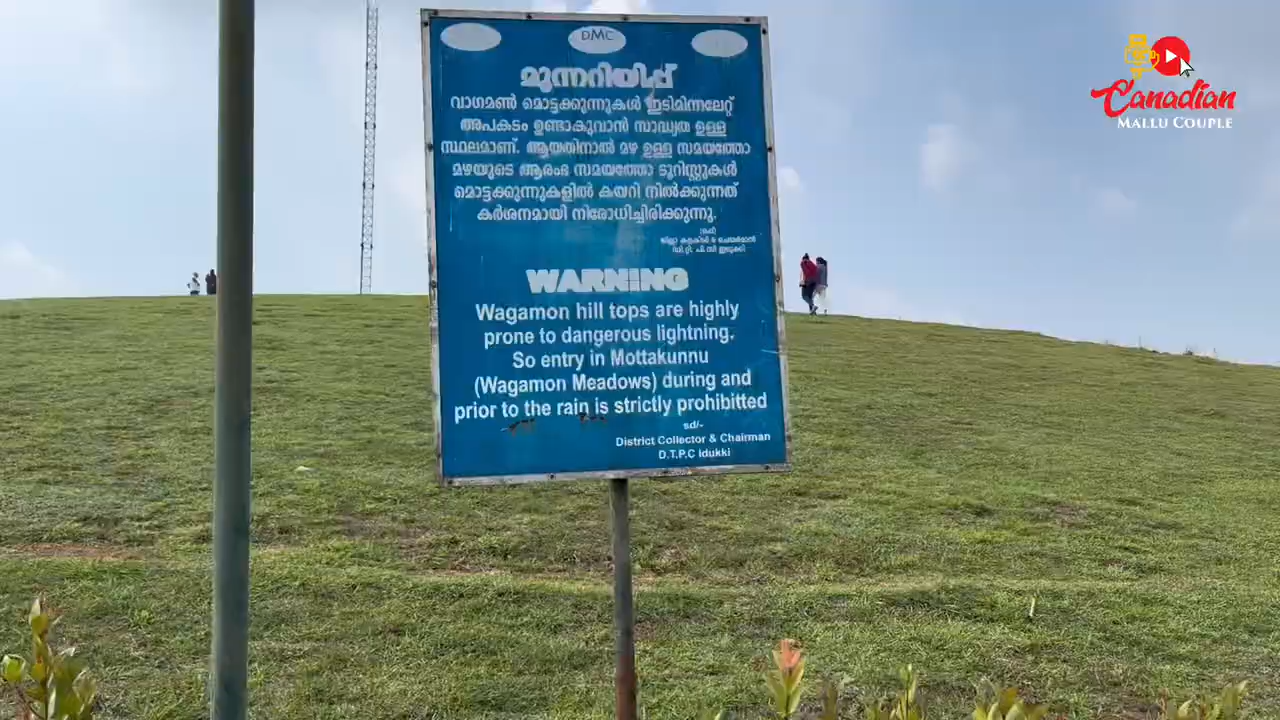 DMC
മുന്നറിയിപ്പ്
വാഗമൺ മൊട്ടക്കുന്നുകൾ ഇടിമിന്നലേറ്റ്
അപകടം ഉണ്ടാകുവാൻ സാദ്ധ്യത ഉള്ള
സ്ഥലമാണ്. ആയതിനാൽ മഴ ഉള്ള സമയത്തോ
മഴയുടെ ആരംഭ സമയത്തോ ടൂറിസ്റ്റുകൾ
മൊട്ടക്കുന്നുകളിൽ കയറി നിൽക്കുന്നത്
കർശനമായി നിരോധിച്ചിരിക്കുന്നു.
(ഒപ്പ്)
ജില്ലാ കളക്ടർ & ചെയർമാൻ
ഡി.റ്റി. പി. സി ഇടുക്കി
WARNING
Wagamon hill tops are highly
prone to dangerous lightning.
So entry in Mottakunnu
(Wagamon Meadows) during and
prior to the rain is strictly prohibitted
sd/-
District Collector & Chairman
D.T.P.C Idukki
Canadian
MALLU COUPLE